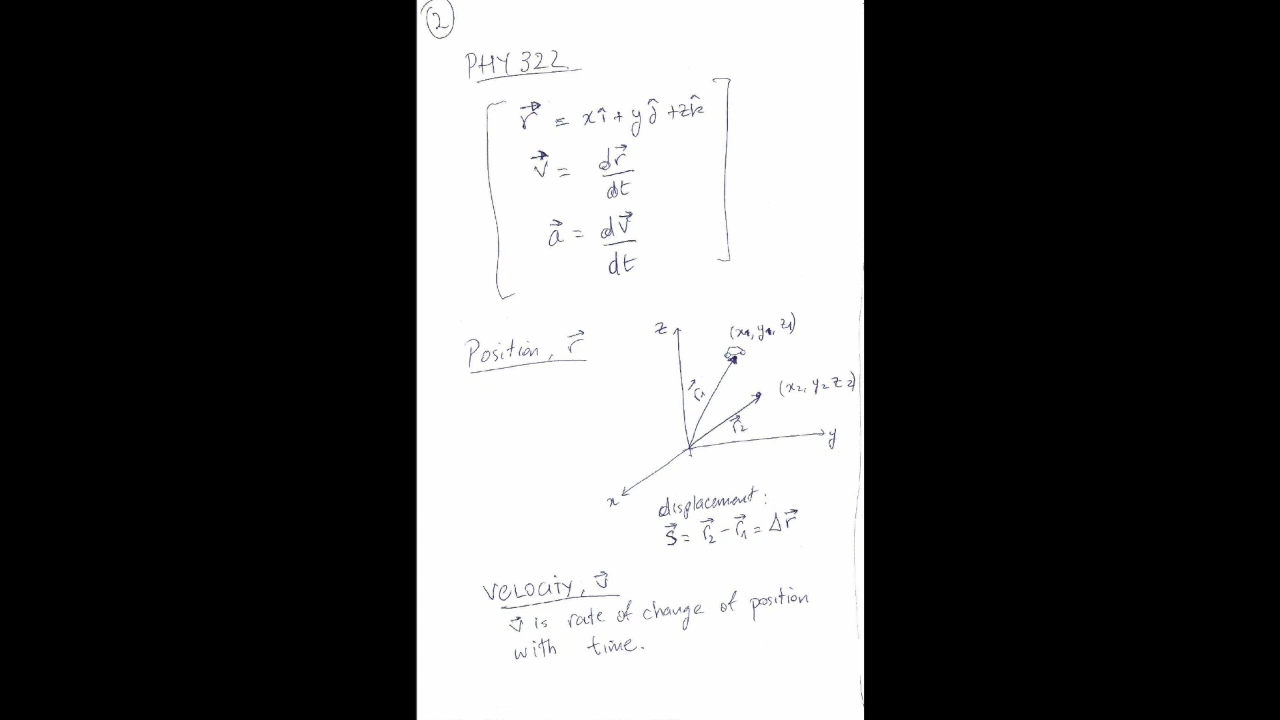 2
PHY 322
r⃗ = xî + yĵ + zk̂
v⃗ = dr⃗/dt
a⃗ = dv⃗/dt
Position, r⃗
z
(x₁, y₁, z₁)
r⃗₁
(x₂, y₂ z₂)
r⃗₂
y
x
displacement:
S⃗ = r⃗₂ − r⃗₁ = Δr⃗
Velocity, v⃗
v⃗ is rate of change of position
with time.